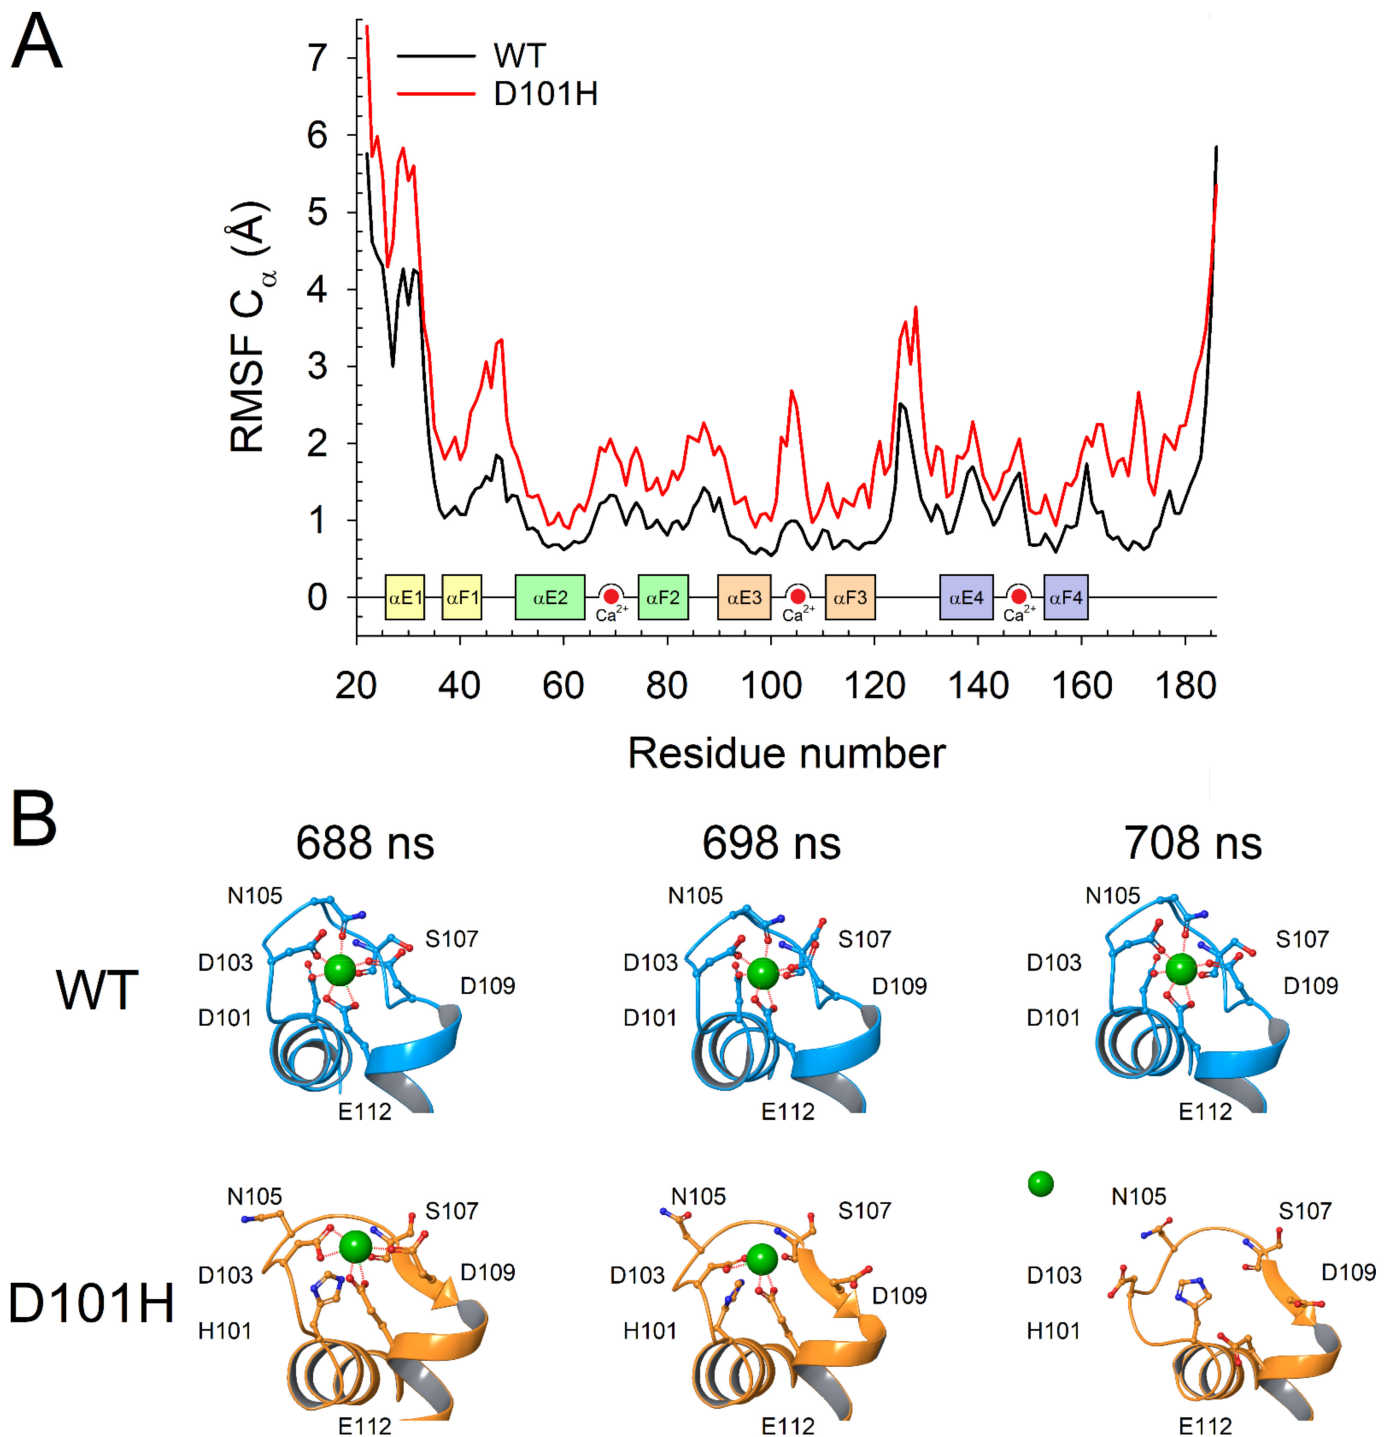 A
WT
D101H
RMSF Cα (Å)
7
6
5
4
3
2
1
0
αE1 αF1 αE2 αF2 αE3 αF3 αE4 αF4
Ca2+ Ca2+ Ca2+
20 40 60 80 100 120 140 160 180
Residue number
B
688 ns 698 ns 708 ns
WT
N105
S107
D103
D109
D101
E112
N105
S107
D103
D109
D101
E112
N105
S107
D103
D109
D101
E112
D101H
N105
S107
D103
D109
H101
E112
N105
S107
D103
D109
H101
E112
N105
S107
D103
D109
H101
E112